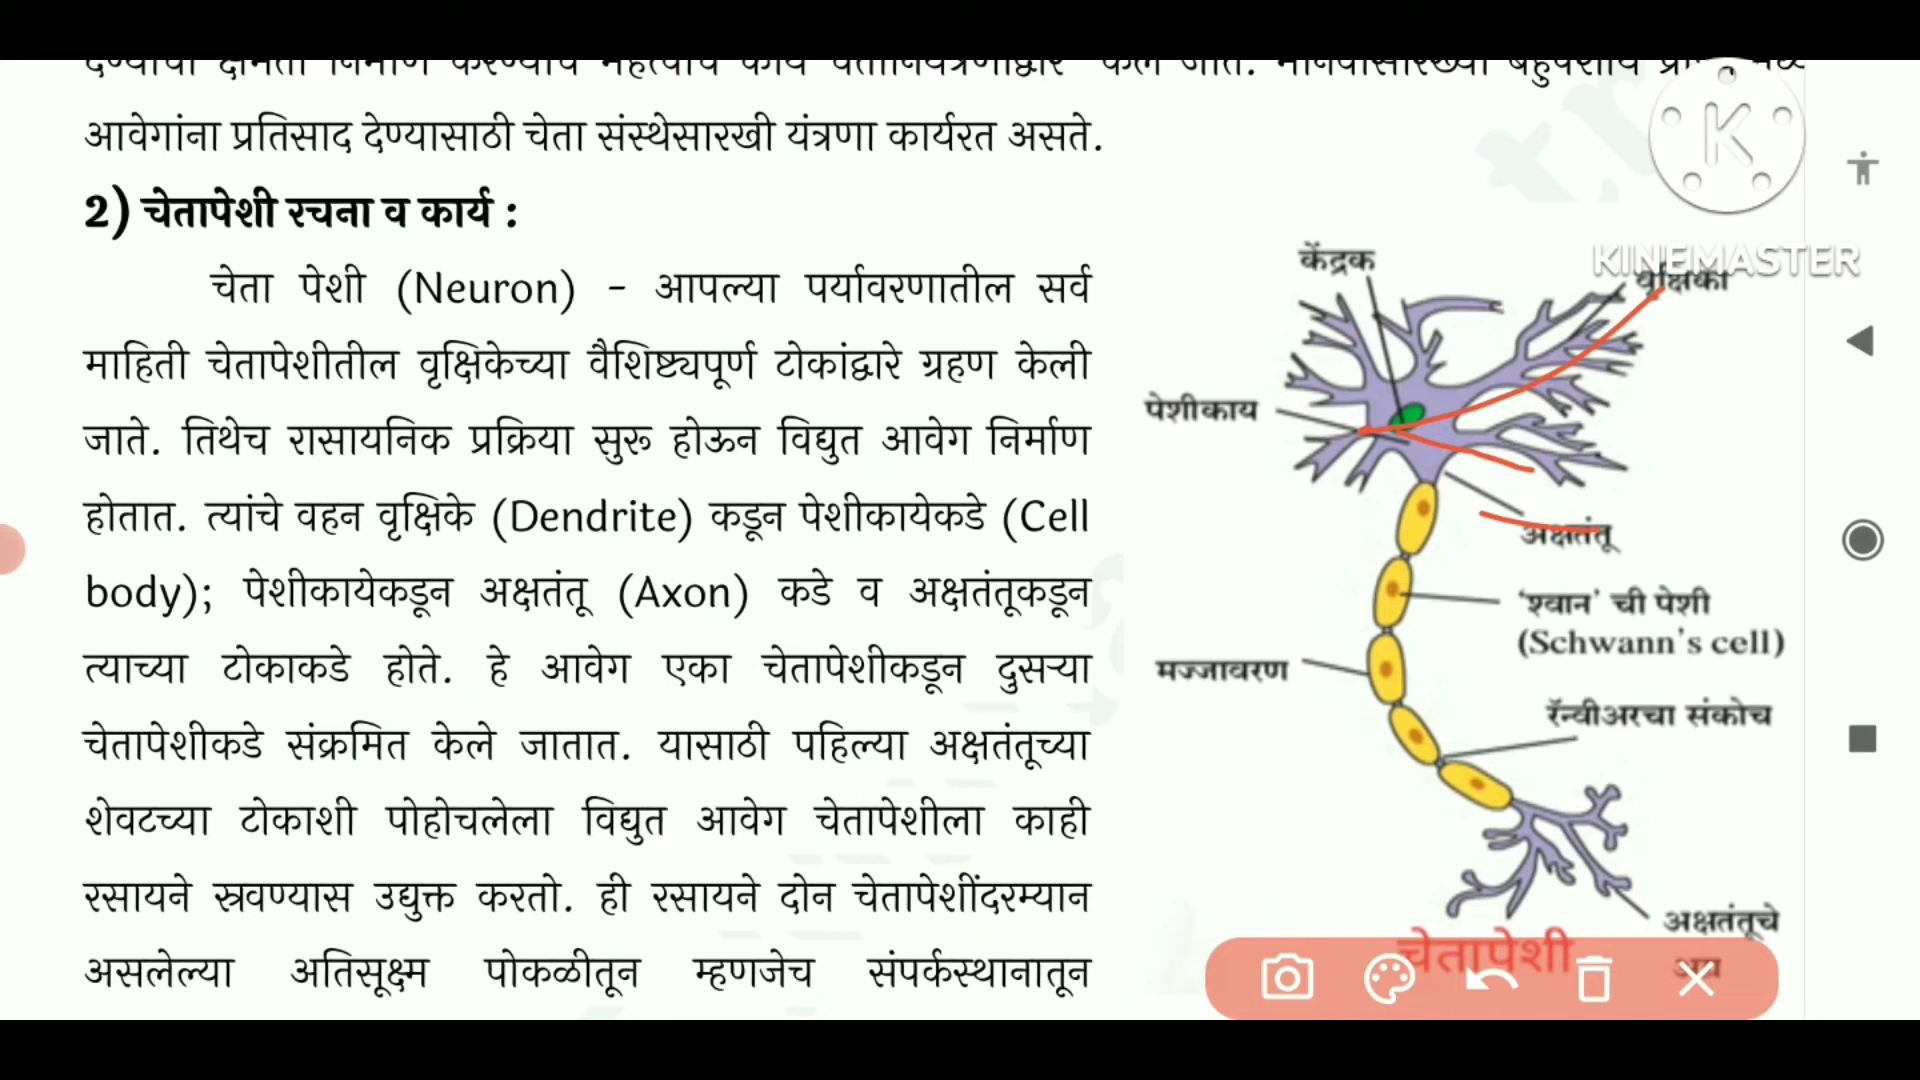 आवेगांना प्रतिसाद देण्यासाठी चेता संस्थेसारखी यंत्रणा कार्यरत असते.
2) चेतापेशी रचना व कार्य :
चेता पेशी (Neuron) - आपल्या पर्यावरणातील सर्व
माहिती चेतापेशीतील वृक्षिकेच्या वैशिष्ट्यपूर्ण टोकांद्वारे ग्रहण केली
जाते. तिथेच रासायनिक प्रक्रिया सुरू होऊन विद्युत आवेग निर्माण
होतात. त्यांचे वहन वृक्षिके (Dendrite) कडून पेशीकायेकडे (Cell
body); पेशीकायेकडून अक्षतंतू (Axon) कडे व अक्षतंतूकडून
त्याच्या टोकाकडे होते. हे आवेग एका चेतापेशीकडून दुसऱ्या
चेतापेशीकडे संक्रमित केले जातात. यासाठी पहिल्या अक्षतंतूच्या
शेवटच्या टोकाशी पोहोचलेला विद्युत आवेग चेतापेशीला काही
रसायने स्रवण्यास उद्युक्त करतो. ही रसायने दोन चेतापेशींदरम्यान
असलेल्या अतिसूक्ष्म पोकळीतून म्हणजेच संपर्कस्थानातून
KINEMASTER
केंद्रक
वृक्षिका
पेशीकाय
अक्षतंतू
'श्वान' ची पेशी
(Schwann's cell)
मज्जावरण
रॅन्वीअरचा संकोच
अक्षतंतूचे
चेतापेशी